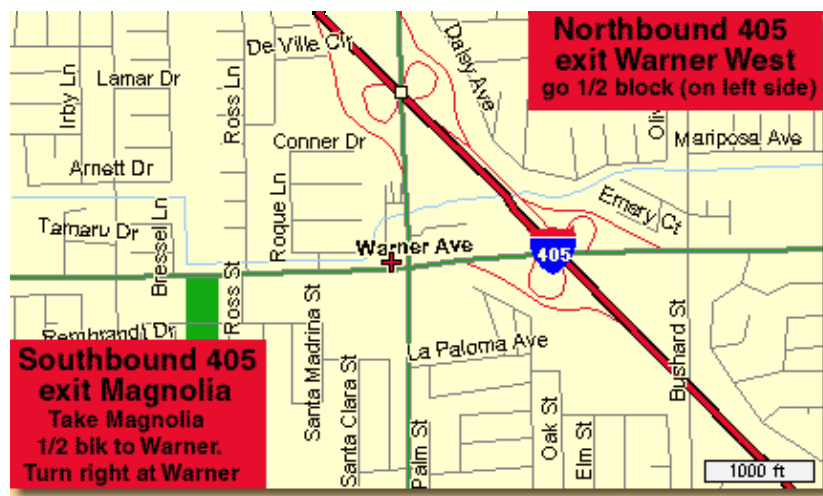 De Ville Cir
Daisy Ave
Northbound 405
exit Warner West
go 1/2 block (on left side)
Irby Ln
Lamar Dr
Ross Ln
Conner Dr
Mariposa Ave
Arnett Dr
Roque Ln
Emery Ct
Tamaru Dr
Bressel Ln
Warner Ave
405
Ross St
Rembrandt Dr
Santa Madrina St
La Paloma Ave
Bushard St
Southbound 405
exit Magnolia
Take Magnolia
1/2 blk to Warner.
Turn right at Warner
Santa Clara St
Palm St
Oak St
Elm St
1000 ft